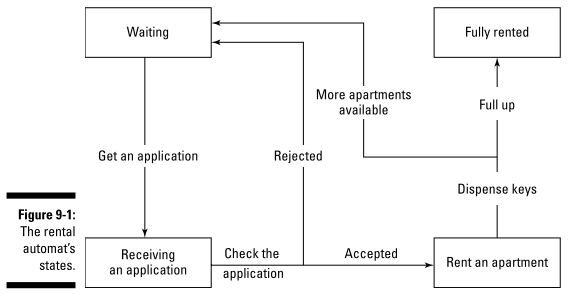 Waiting
Fully rented
More apartments
available
Full up
Get an application
Rejected
Dispense keys
Figure 9-1:
The rental
automat's
states.
Receiving
an application
Check the
application
Accepted
Rent an apartment